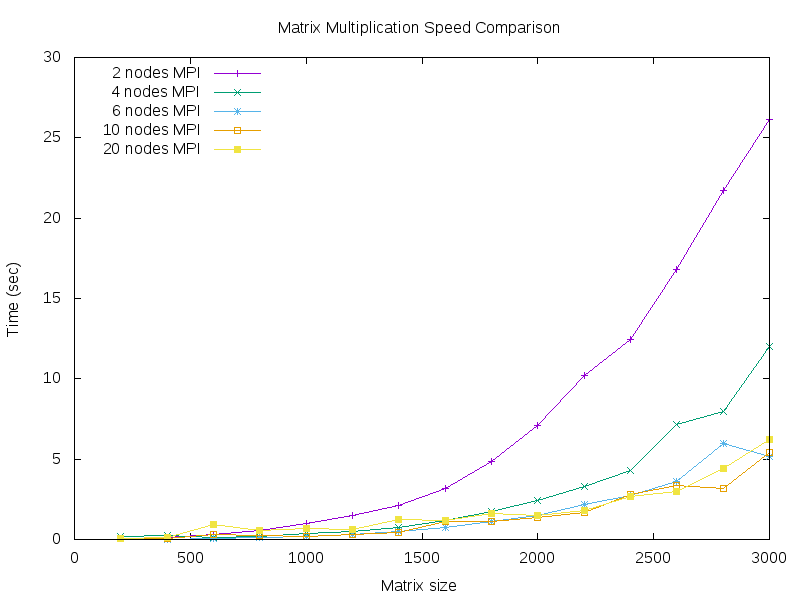 Matrix Multiplication Speed Comparison
30
25
20
15
10
5
0
Time (sec)
2 nodes MPI
4 nodes MPI
6 nodes MPI
10 nodes MPI
20 nodes MPI
0 500 1000 1500 2000 2500 3000
Matrix size